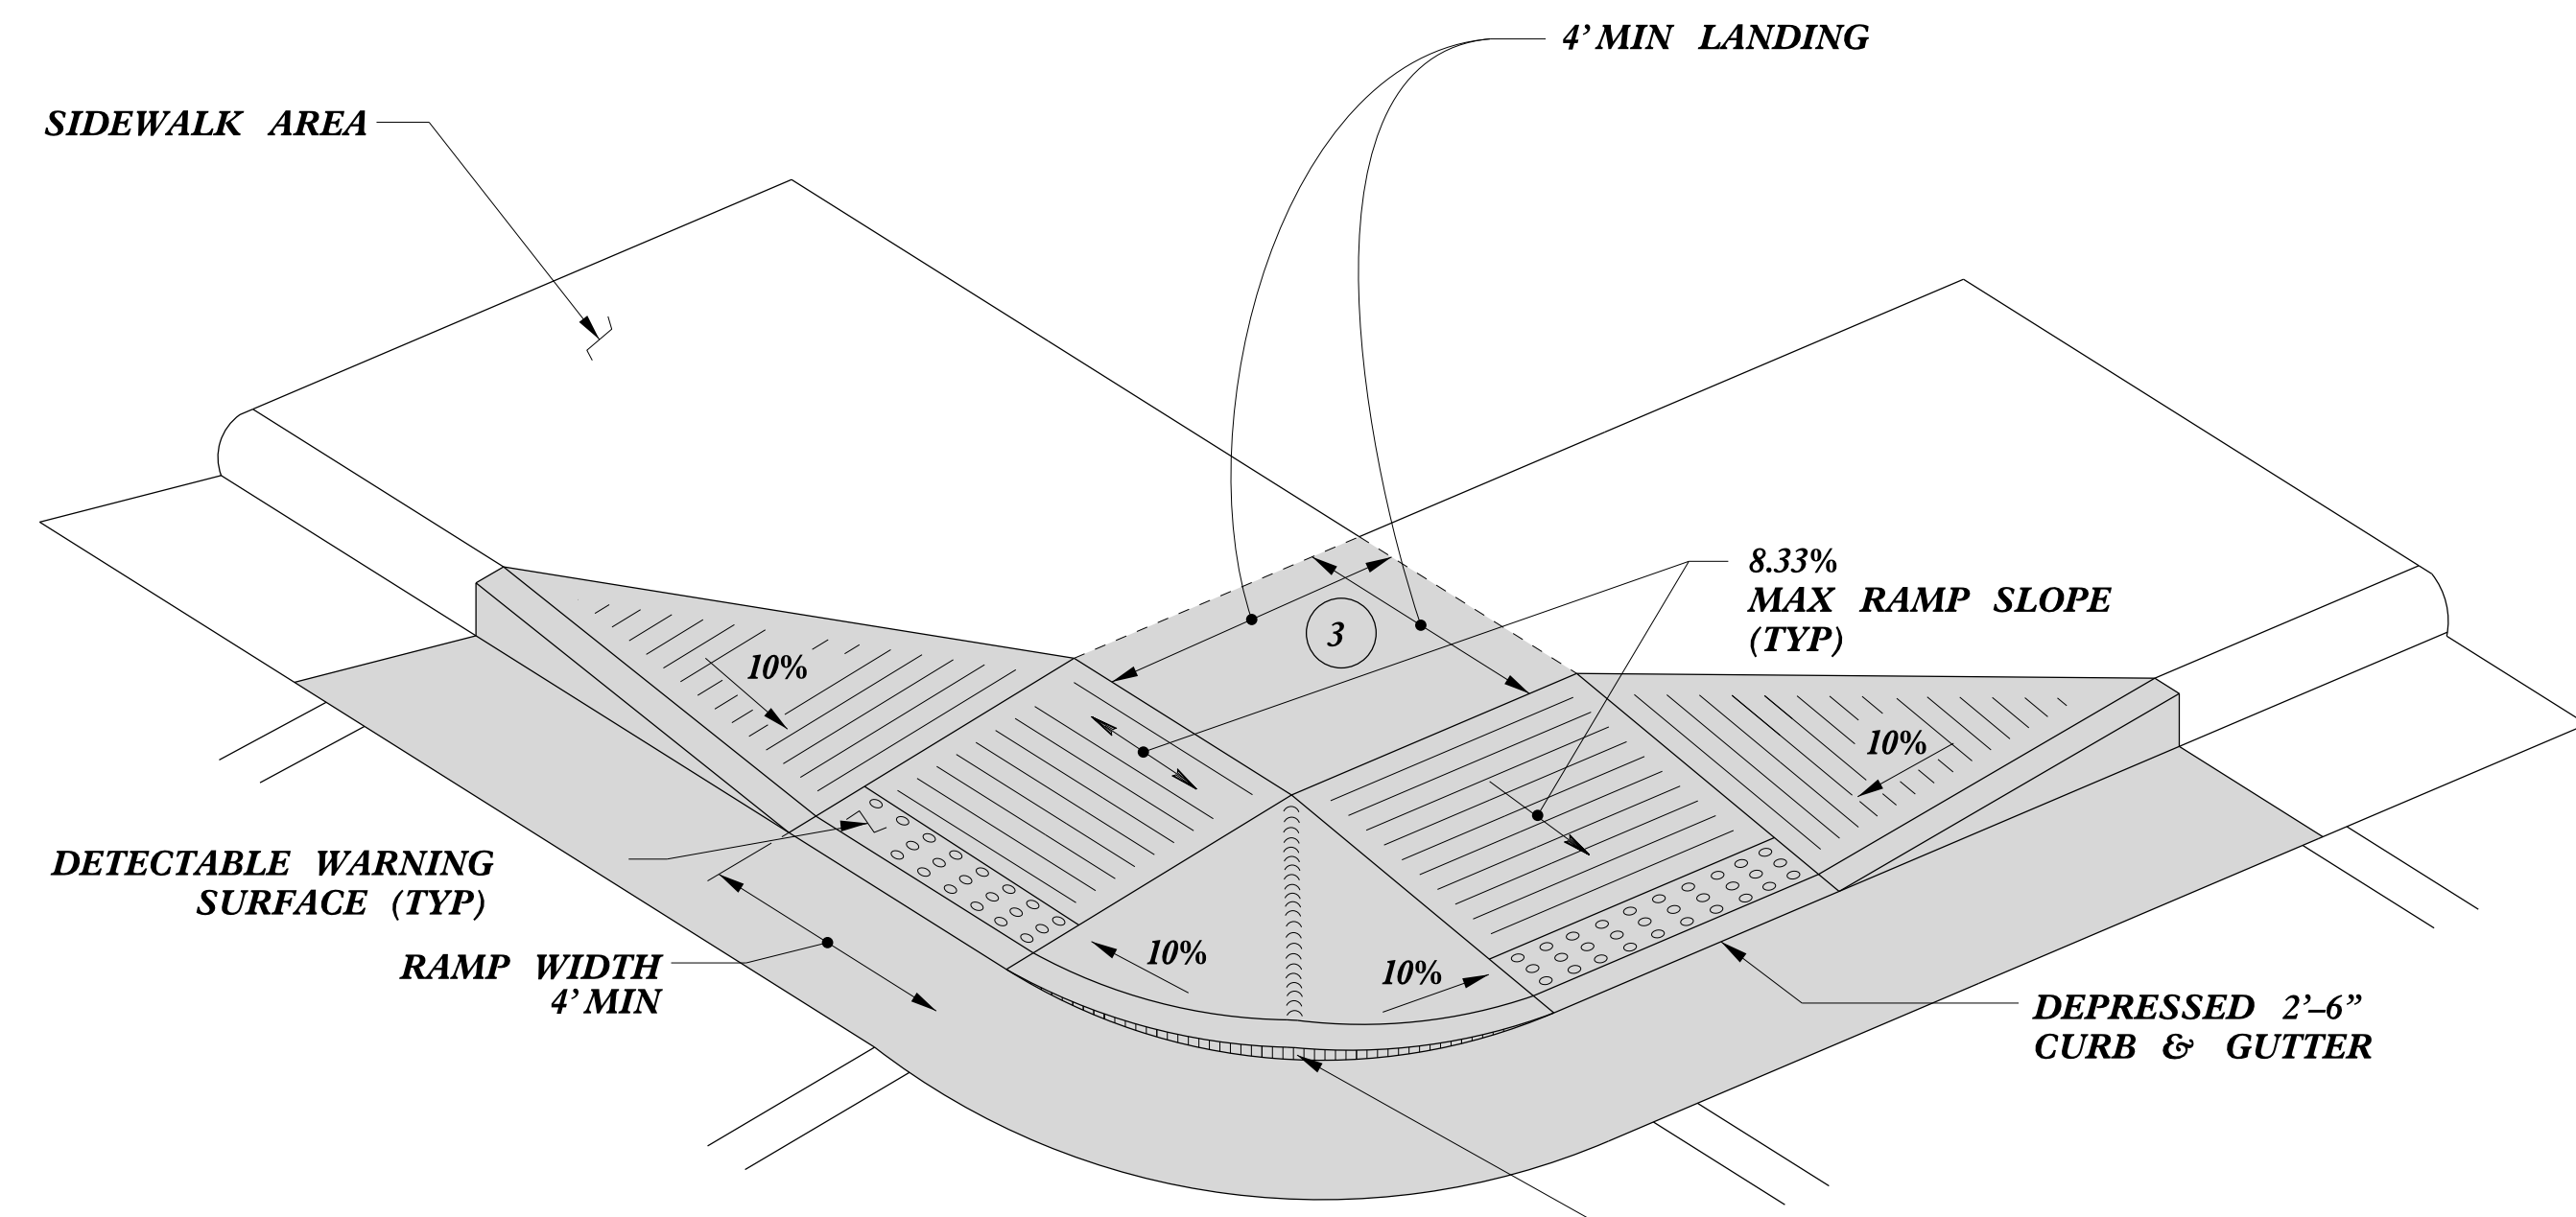 4’ MIN LANDING
SIDEWALK AREA
8.33%
MAX RAMP SLOPE
(TYP)
3
10%
10%
DETECTABLE WARNING
SURFACE (TYP)
RAMP WIDTH
4’ MIN
10%
10%
DEPRESSED 2’–6”
CURB & GUTTER